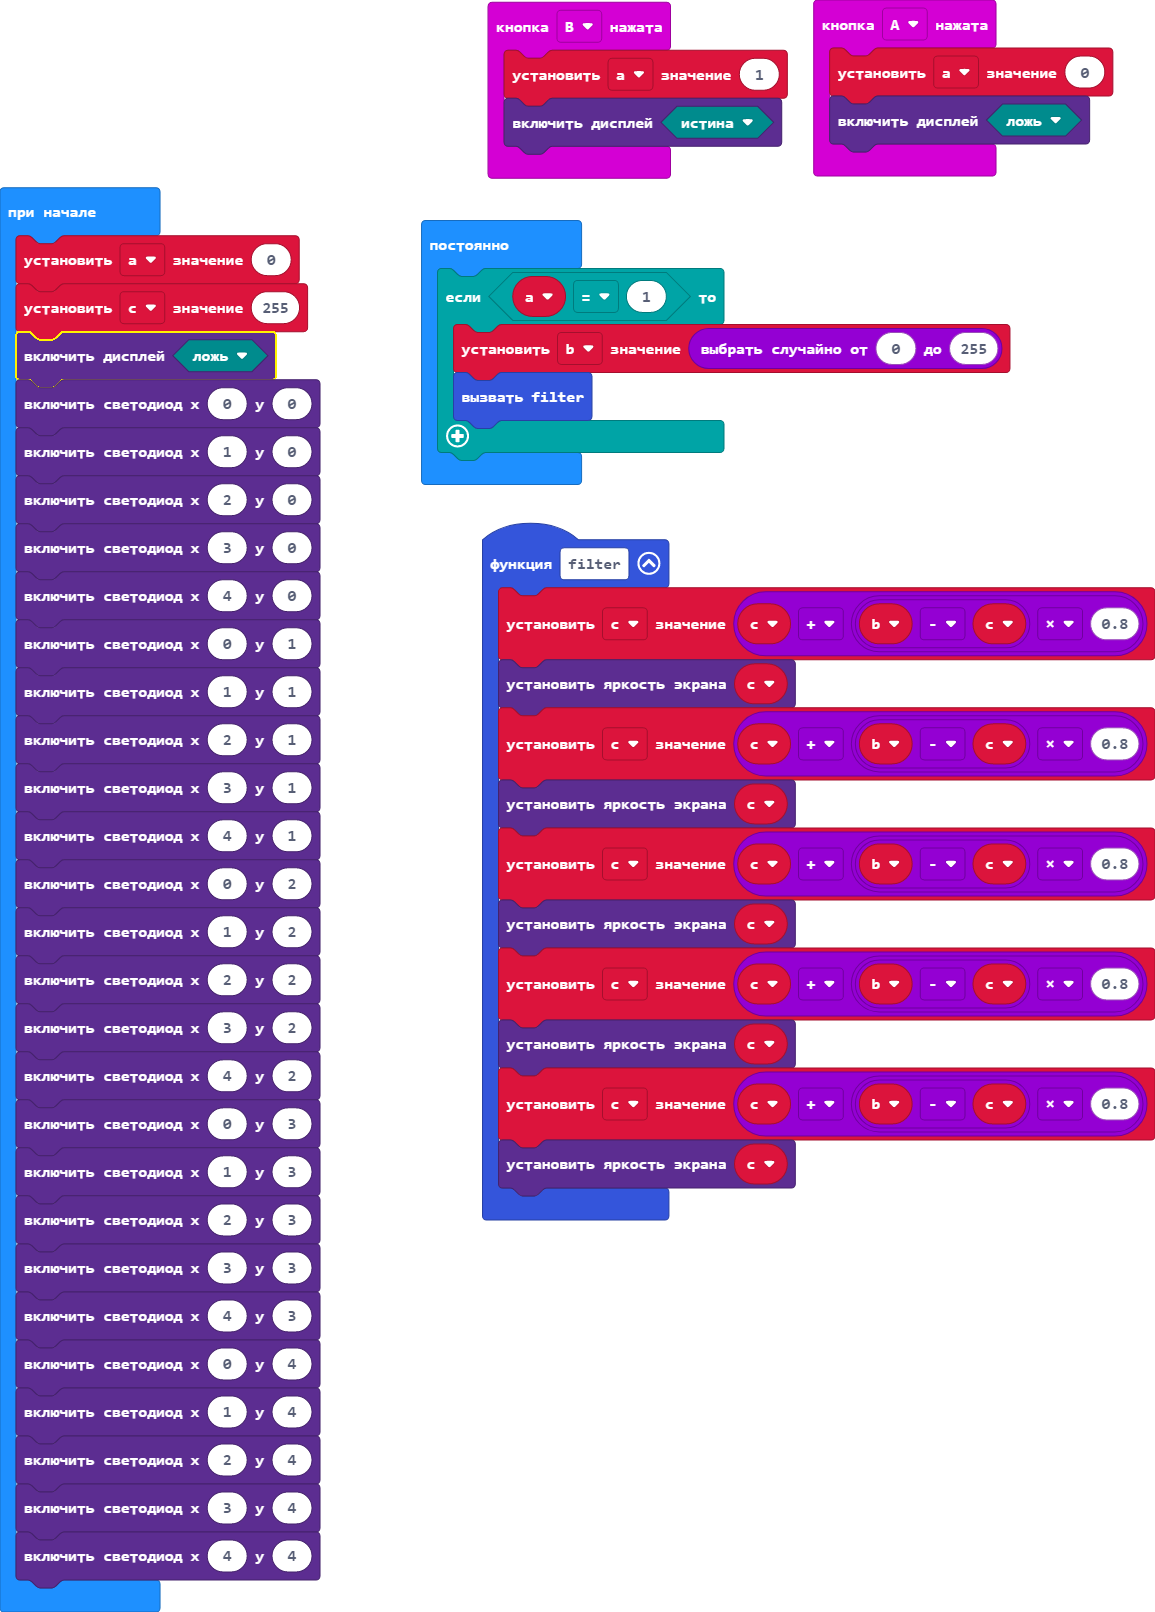 кнопка B нажата
установить a значение 1
включить дисплей истина
кнопка A нажата
установить a значение 0
включить дисплей ложь
при начале
установить a значение 0
установить c значение 255
включить дисплей ложь
включить светодиод x 0 y 0
включить светодиод x 1 y 0
включить светодиод x 2 y 0
включить светодиод x 3 y 0
включить светодиод x 4 y 0
включить светодиод x 0 y 1
включить светодиод x 1 y 1
включить светодиод x 2 y 1
включить светодиод x 3 y 1
включить светодиод x 4 y 1
включить светодиод x 0 y 2
включить светодиод x 1 y 2
включить светодиод x 2 y 2
включить светодиод x 3 y 2
включить светодиод x 4 y 2
включить светодиод x 0 y 3
включить светодиод x 1 y 3
включить светодиод x 2 y 3
включить светодиод x 3 y 3
включить светодиод x 4 y 3
включить светодиод x 0 y 4
включить светодиод x 1 y 4
включить светодиод x 2 y 4
включить светодиод x 3 y 4
включить светодиод x 4 y 4
постоянно
если a = 1 то
установить b значение выбрать случайно от 0 до 255
вызвать filter
функция filter
установить c значение c + b - c × 0.8
установить яркость экрана c
установить c значение c + b - c × 0.8
установить яркость экрана c
установить c значение c + b - c × 0.8
установить яркость экрана c
установить c значение c + b - c × 0.8
установить яркость экрана c
установить c значение c + b - c × 0.8
установить яркость экрана c